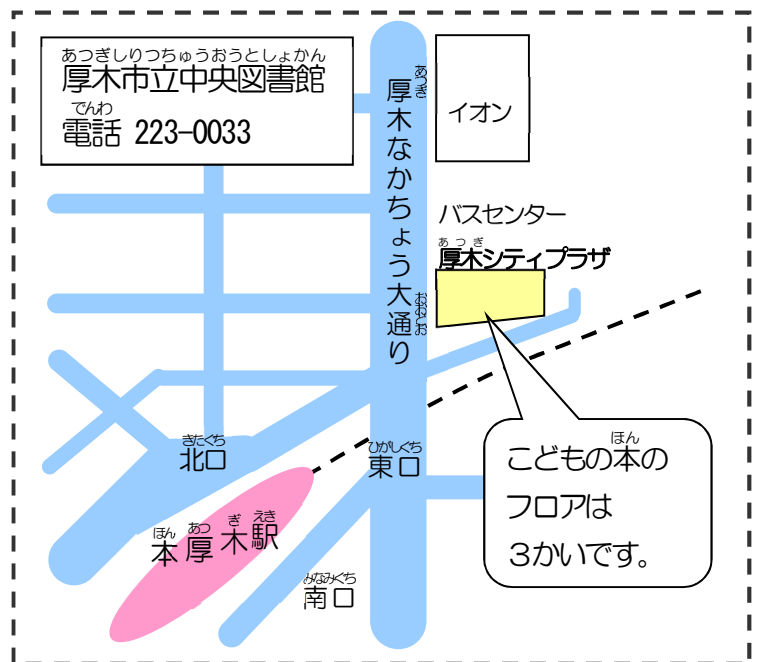 あつぎしりつちゅうおうとしょかん
厚木市立中央図書館
でんわ
電話 223-0033
あつぎ
厚木なかちょう大通り
おおどお
イオン
バスセンター
あつぎ
厚木シティプラザ
きたぐち
北口
ひがしぐち
東口
ほん あつ ぎ えき
本厚木駅
みなみぐち
南口
ほん
こどもの本の
フロアは
3かいです。